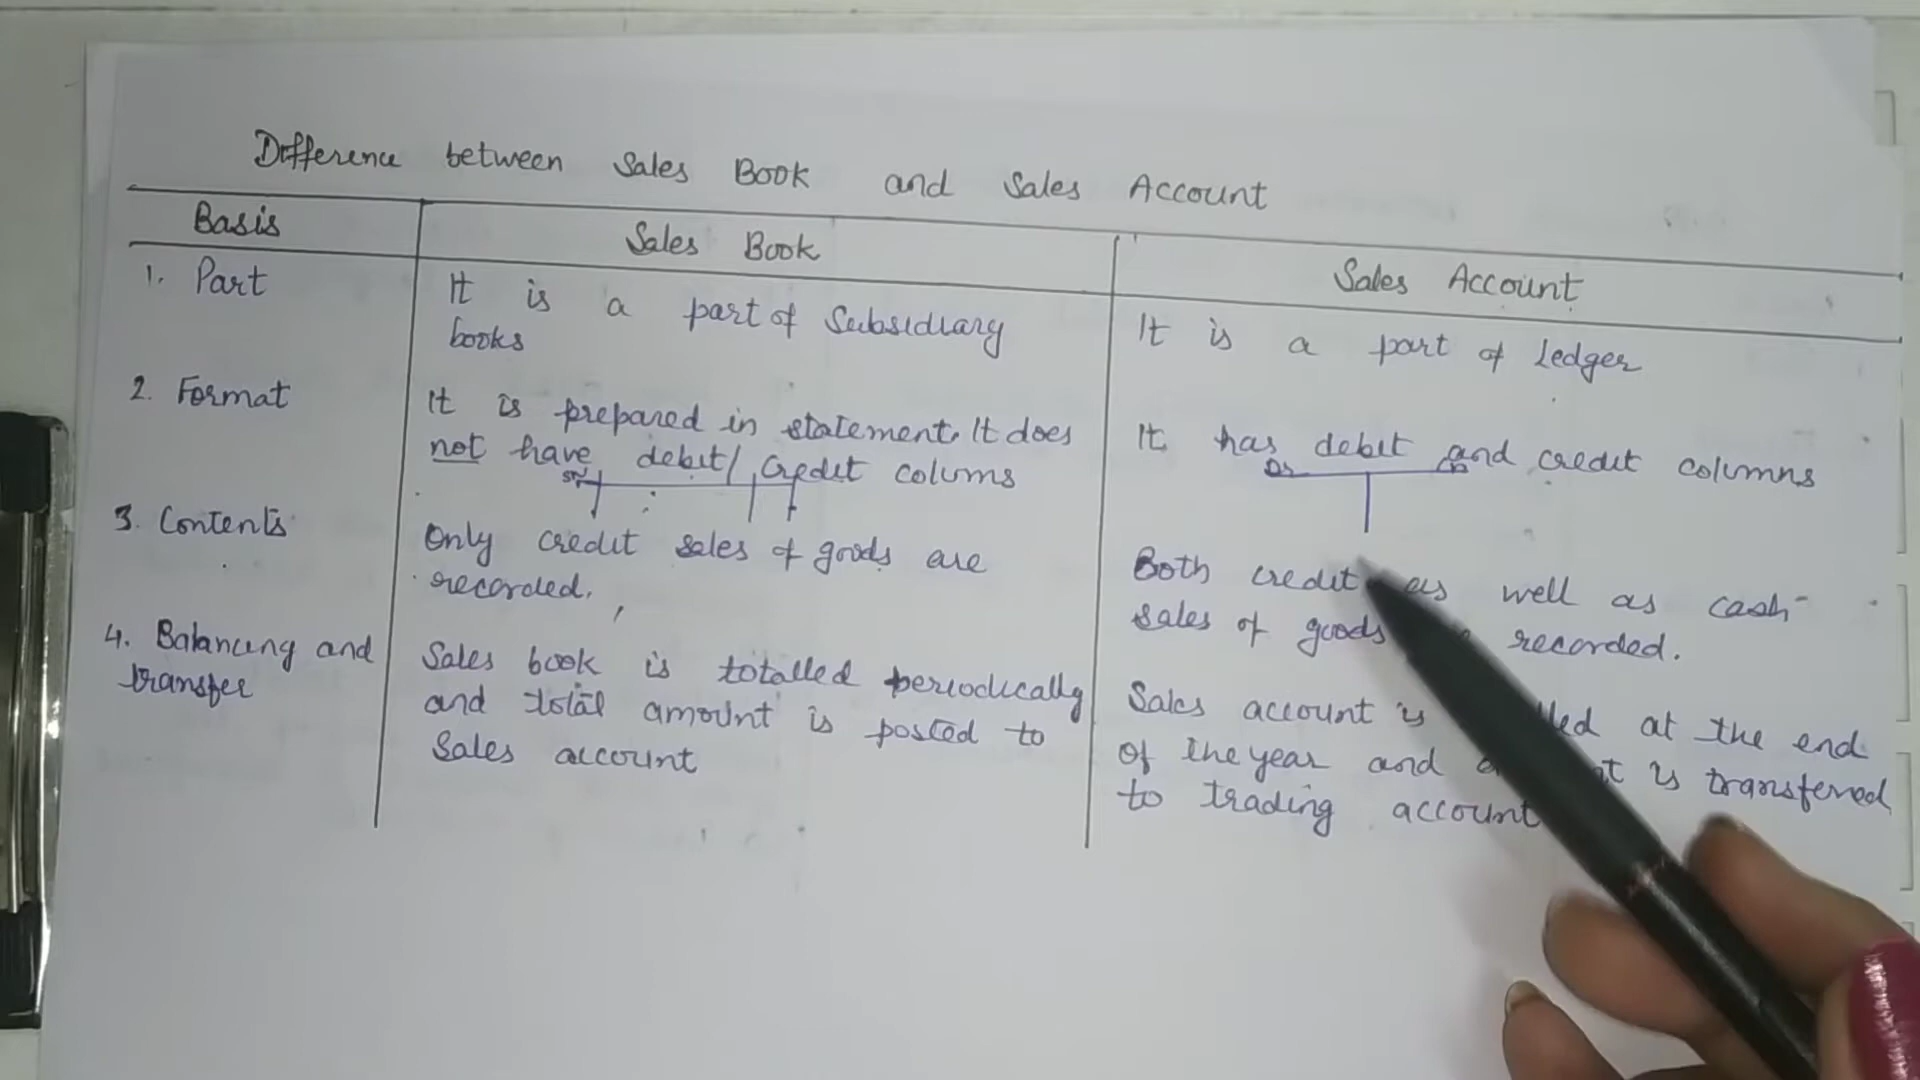 Difference between Sales Book and Sales Account
Basis
Sales Book
Sales Account
1. Part
It is a part of Subsidiary
books
It is a part of Ledger
2. Format
It is prepared in statement. It does
not have debit/credit colums
It has debit and credit columns
Dr Cr
3. Contents
Only credit sales of goods are
recorded.
Both credit as well as cash
sales of goods recorded.
4. Balancing and
transfer
Sales book is totalled periodically
and total amount is posted to
Sales account
Sales account is at the end
of the year and is transferred
to trading account